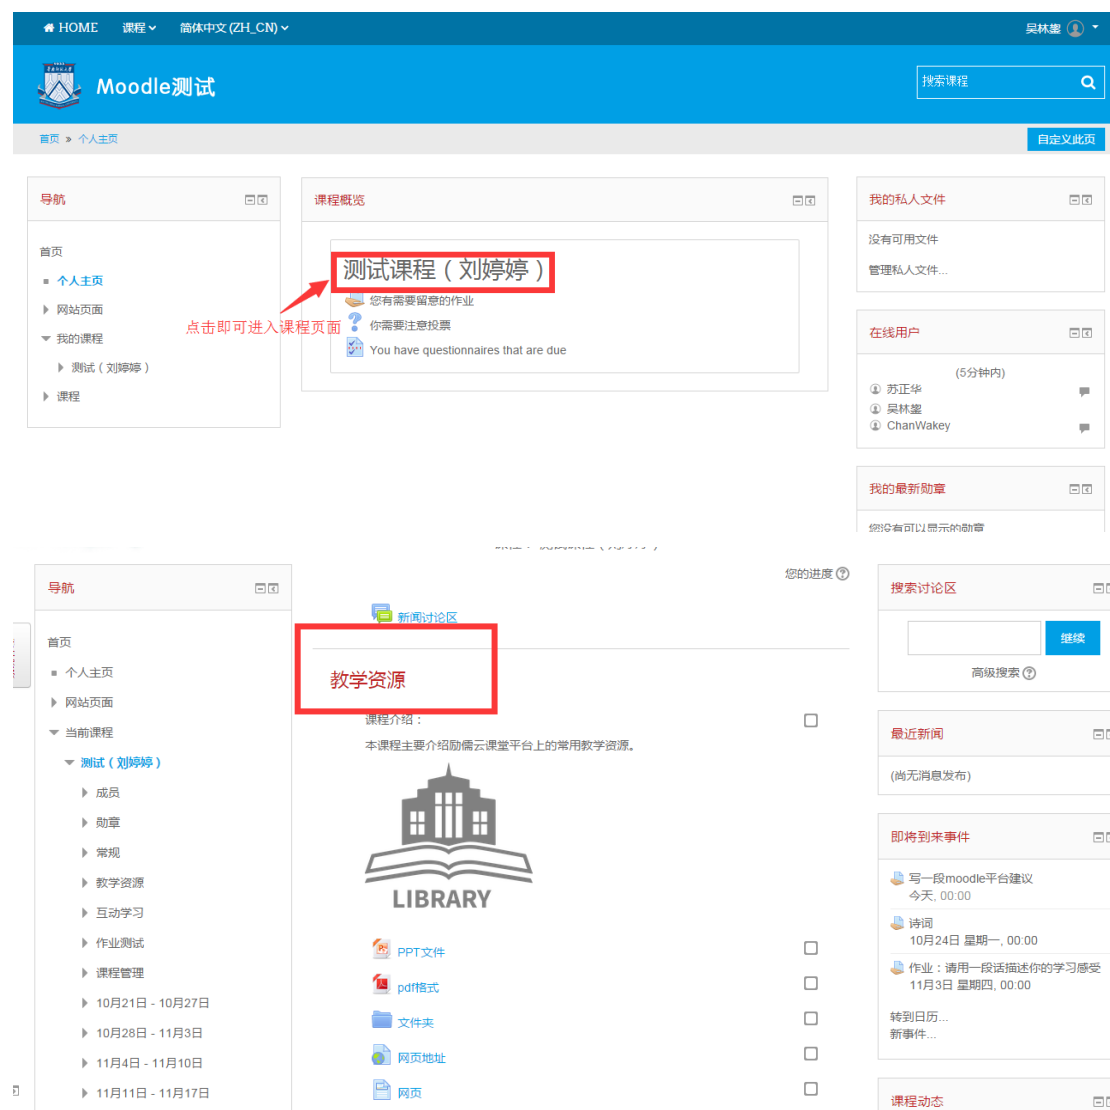 HOME 课程 简体中文 (ZH_CN) 吴林鋆
Moodle测试 搜索课程
首页 » 个人主页 自定义此页
导航
首页
个人主页
网站页面
我的课程
测试（刘婷婷）
课程
课程概览
测试课程（刘婷婷）
您有需要留意的作业
点击即可进入课程页面
你需要注意投票
You have questionnaires that are due
我的私人文件
没有可用文件
管理私人文件...
在线用户
(5分钟内)
苏正华
吴林鋆
ChanWakey
我的最新勋章
您没有可以显示的勋章
导航
首页
个人主页
网站页面
当前课程
测试（刘婷婷）
成员
勋章
常规
教学资源
互动学习
作业测试
课程管理
10月21日 - 10月27日
10月28日 - 11月3日
11月4日 - 11月10日
11月11日 - 11月17日
您的进度
新闻讨论区
教学资源
课程介绍：
本课程主要介绍励儒云课堂平台上的常用教学资源。
LIBRARY
PPT文件
pdf格式
文件夹
网页地址
网页
搜索讨论区
继续
高级搜索
最近新闻
(尚无消息发布)
即将到来事件
写一段moodle平台建议
今天, 00:00
诗词
10月24日 星期一, 00:00
作业：请用一段话描述你的学习感受
11月3日 星期四, 00:00
转到日历...
新事件...
课程动态